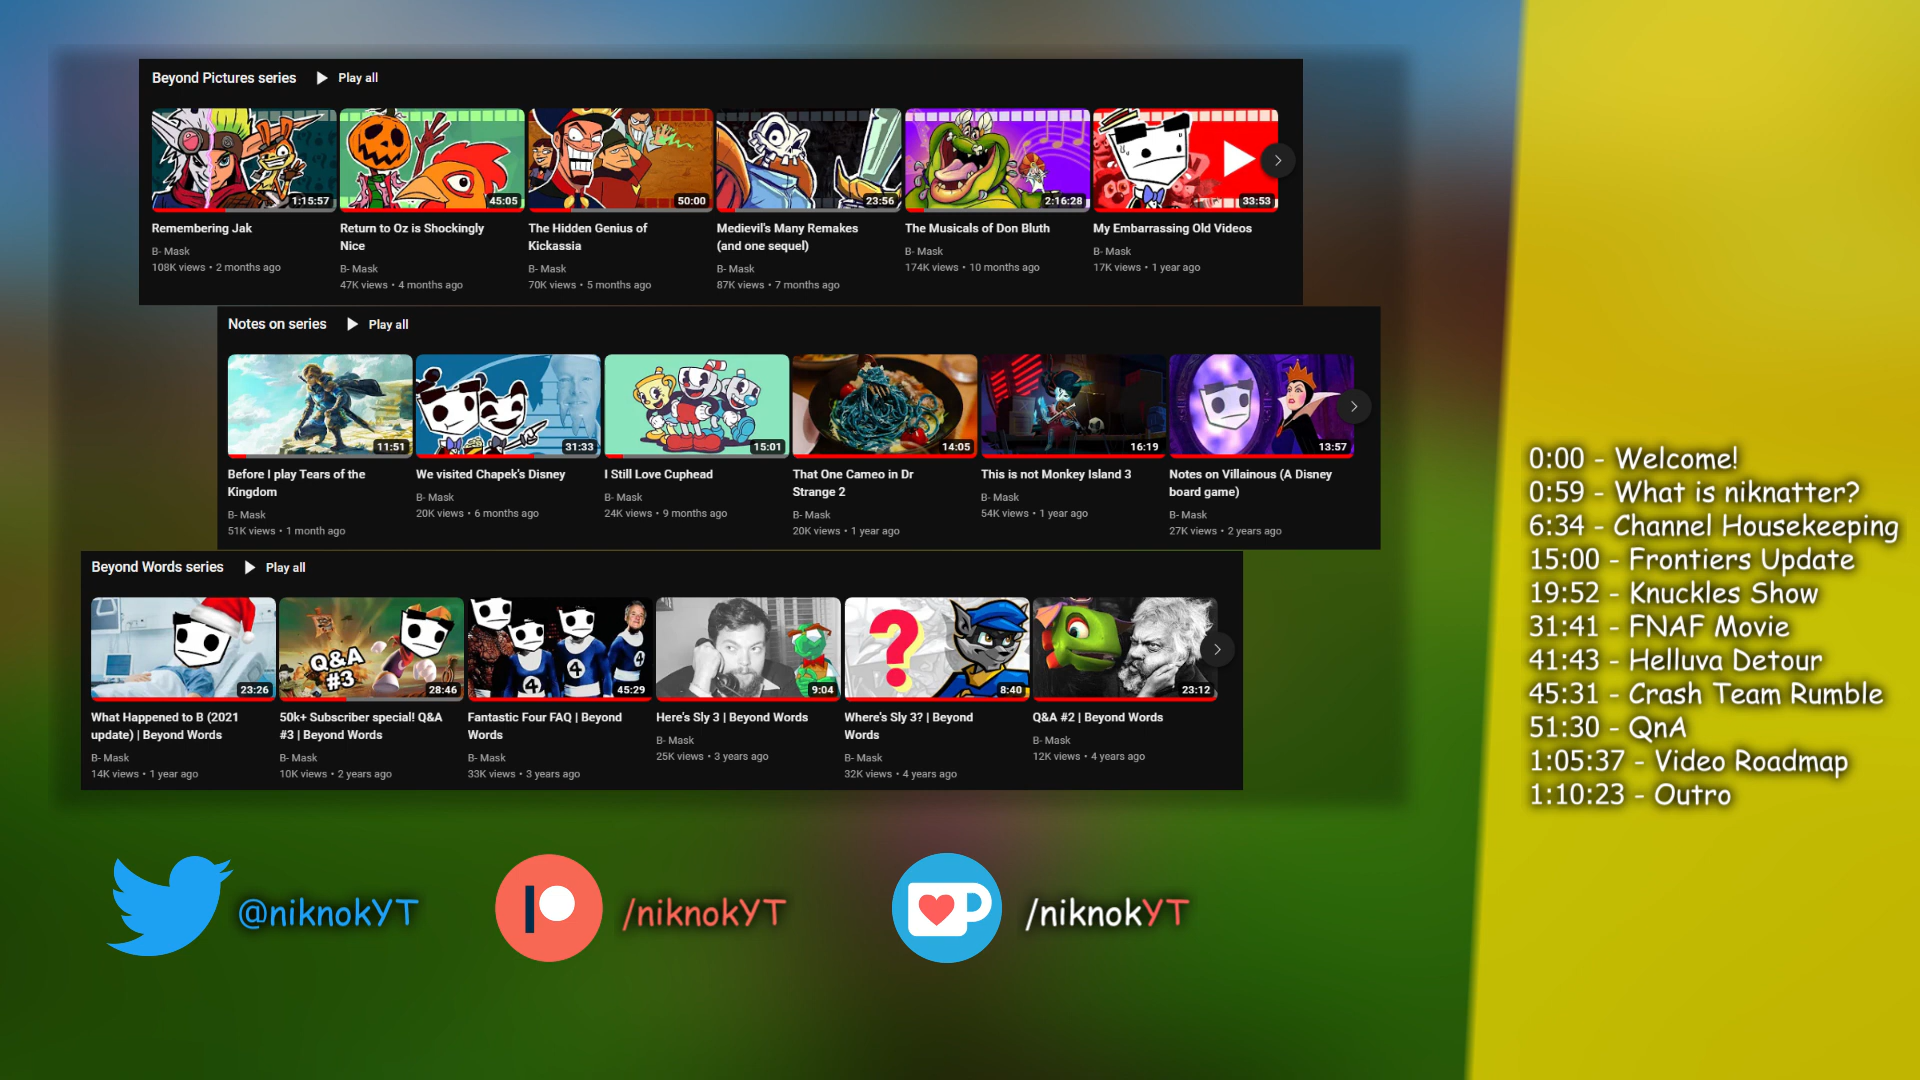 Beyond Pictures series
Play all
1:15:57
45:05
50:00
23:56
2:16:28
33:53
Remembering Jak
B- Mask
108K views • 2 months ago
Return to Oz is Shockingly
Nice
B- Mask
47K views • 4 months ago
The Hidden Genius of
Kickassia
B- Mask
70K views • 5 months ago
Medievil's Many Remakes
(and one sequel)
B- Mask
87K views • 7 months ago
The Musicals of Don Bluth
B- Mask
174K views • 10 months ago
My Embarrassing Old Videos
B- Mask
17K views • 1 year ago
Notes on series
Play all
11:51
31:33
15:01
14:05
16:19
13:57
Before I play Tears of the
Kingdom
B- Mask
51K views • 1 month ago
We visited Chapek's Disney
B- Mask
20K views • 6 months ago
I Still Love Cuphead
B- Mask
24K views • 9 months ago
That One Cameo in Dr
Strange 2
B- Mask
20K views • 1 year ago
This is not Monkey Island 3
B- Mask
54K views • 1 year ago
Notes on Villainous (A Disney
board game)
B- Mask
27K views • 2 years ago
Beyond Words series
Play all
23:26
Q&A
#3
28:46
4
4
4
45:29
9:04
?
8:40
23:12
What Happened to B (2021
update) | Beyond Words
B- Mask
14K views • 1 year ago
50k+ Subscriber special! Q&A
#3 | Beyond Words
B- Mask
10K views • 2 years ago
Fantastic Four FAQ | Beyond
Words
B- Mask
33K views • 3 years ago
Here's Sly 3 | Beyond Words
B- Mask
25K views • 3 years ago
Where's Sly 3? | Beyond
Words
B- Mask
32K views • 4 years ago
Q&A #2 | Beyond Words
B- Mask
12K views • 4 years ago
@niknokYT
/niknokYT
/niknokYT
0:00 - Welcome!
0:59 - What is niknatter?
6:34 - Channel Housekeeping
15:00 - Frontiers Update
19:52 - Knuckles Show
31:41 - FNAF Movie
41:43 - Helluva Detour
45:31 - Crash Team Rumble
51:30 - QnA
1:05:37 - Video Roadmap
1:10:23 - Outro